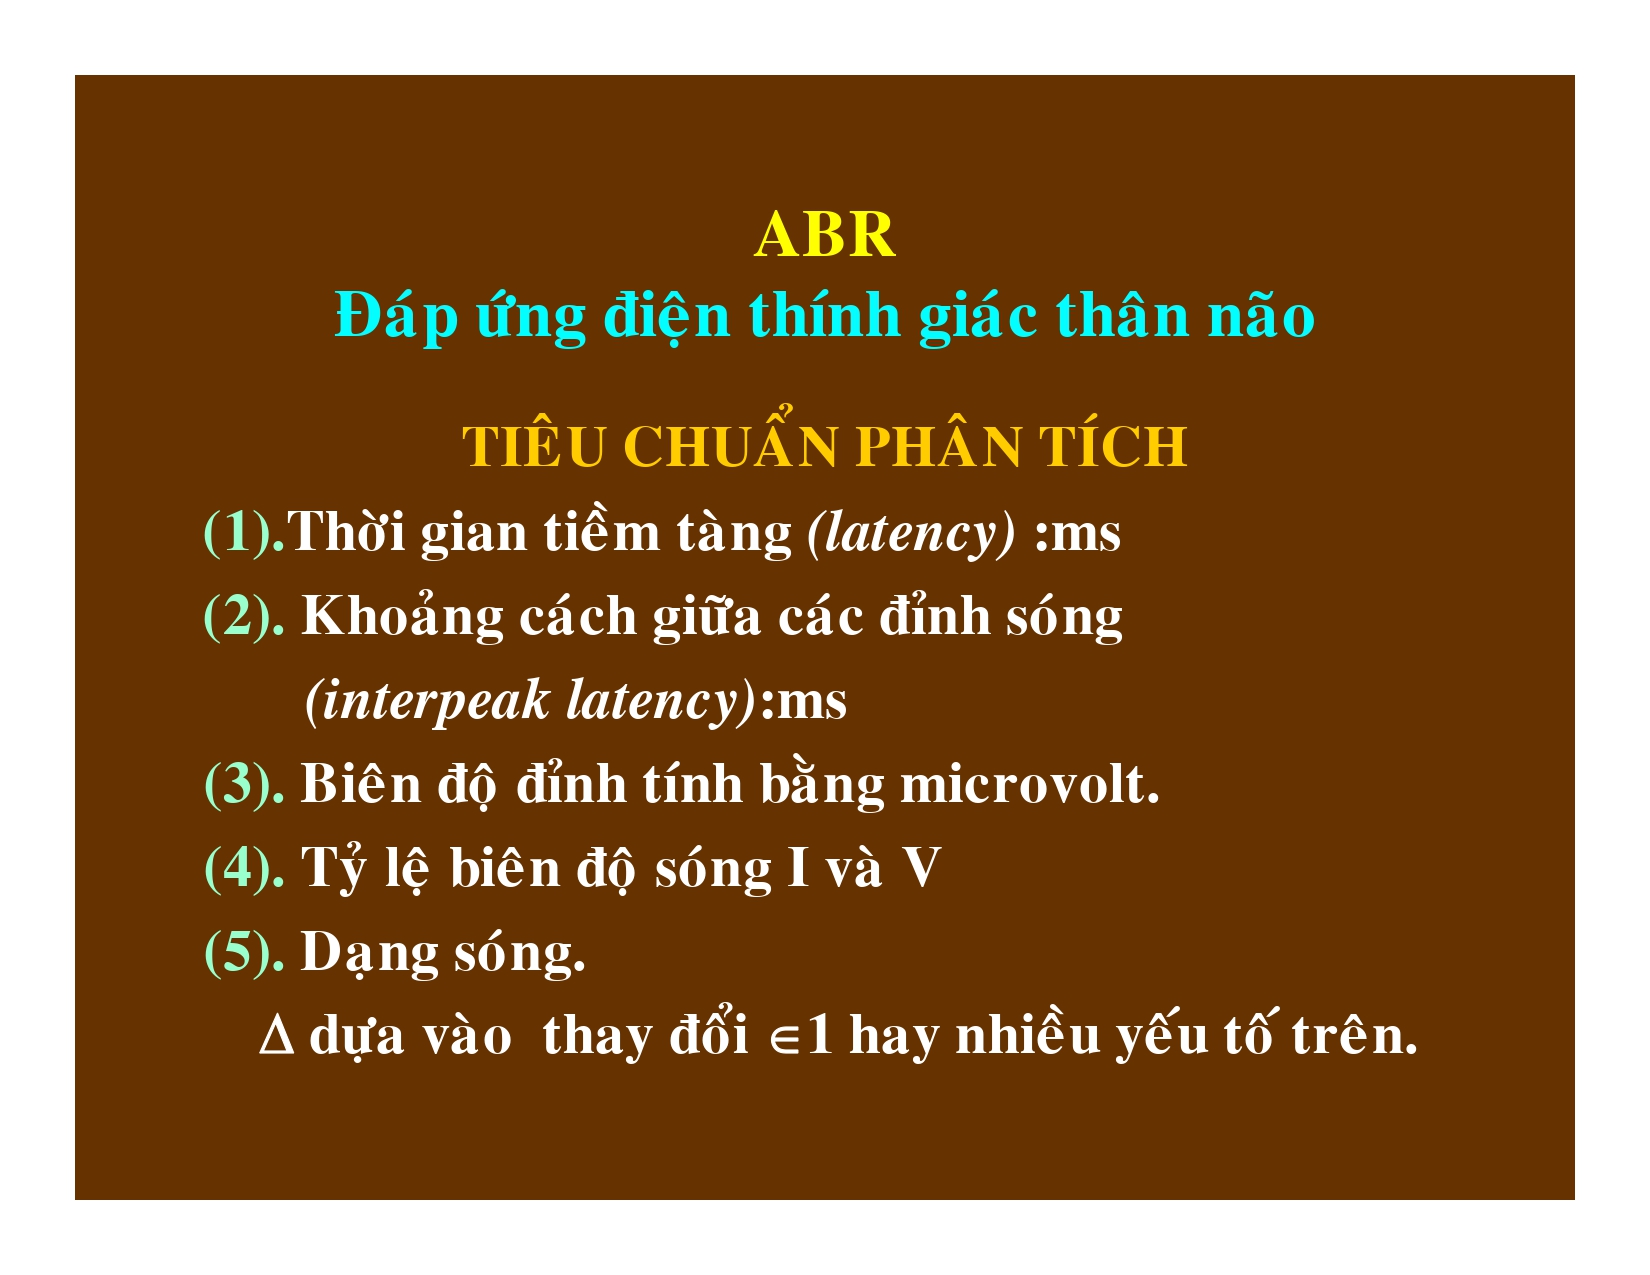 ABR
Đáp ứng điện thính giác thân não
TIÊU CHUẨN PHÂN TÍCH
(1).Thời gian tiềm tàng (latency) :ms
(2). Khoảng cách giữa các đỉnh sóng
(interpeak latency):ms
(3). Biên độ đỉnh tính bằng microvolt.
(4). Tỷ lệ biên độ sóng I và V
(5). Dạng sóng.
Δ dựa vào thay đổi ∈1 hay nhiều yếu tố trên.